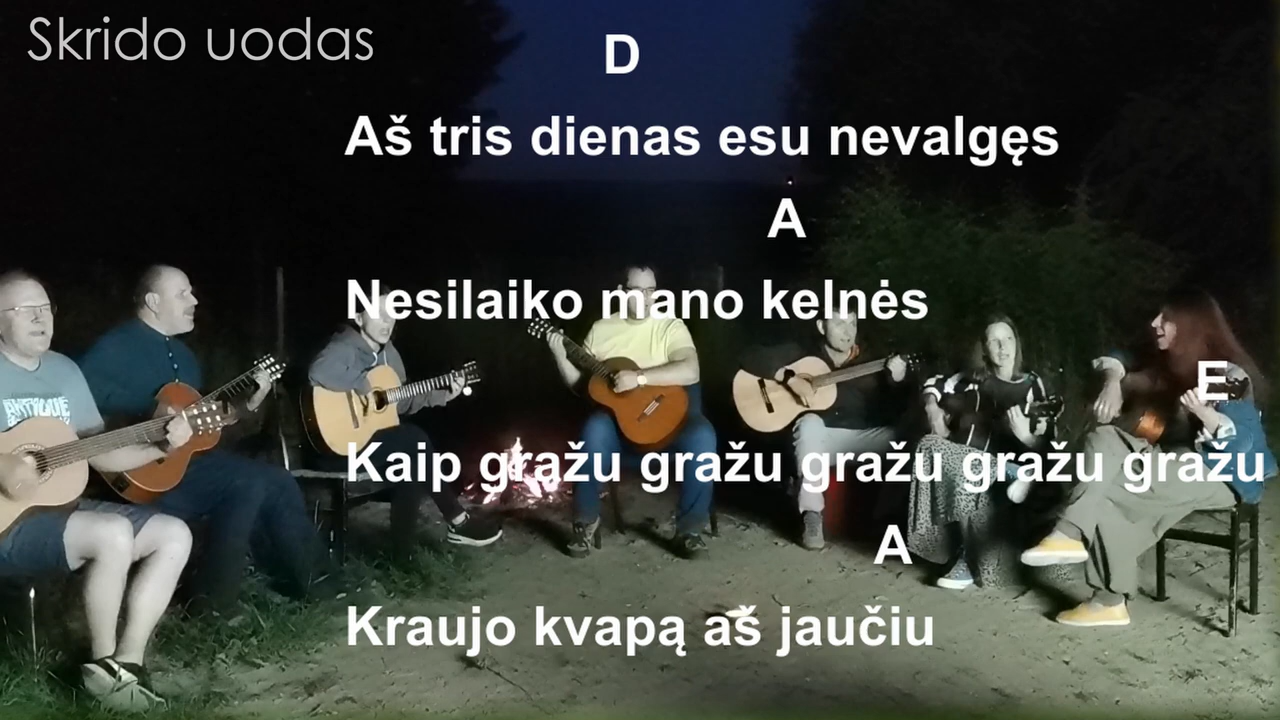 Skrido uodas
D
Aš tris dienas esu nevalgęs
A
Nesilaiko mano kelnės
E
Kaip gražu gražu gražu gražu gražu
A
Kraujo kvapą aš jaučiu